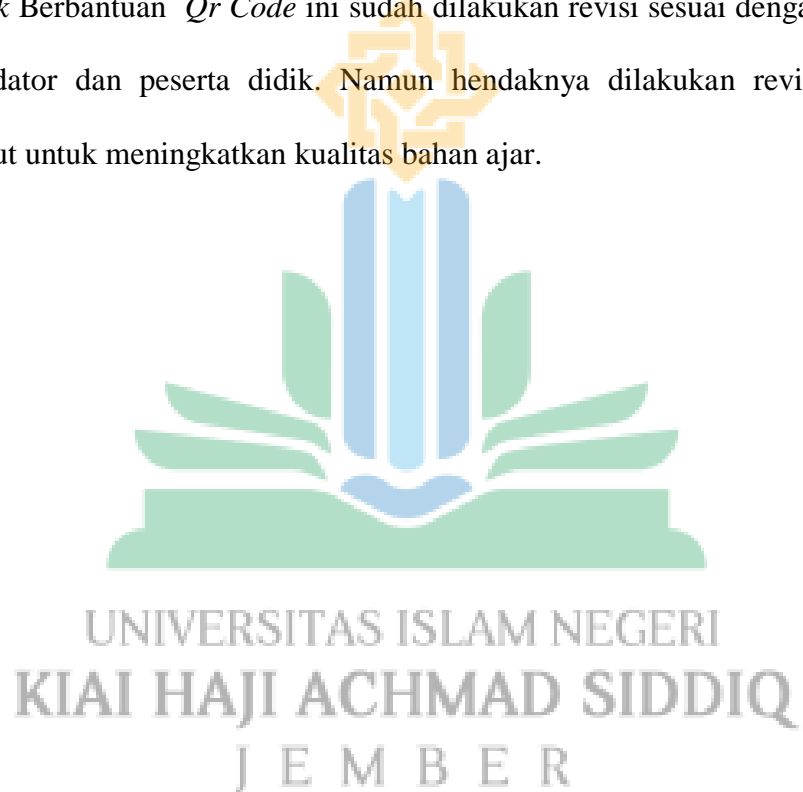 k Berbantuan Qr Code ini sudah dilakukan revisi sesuai denga
dator dan peserta didik. Namun hendaknya dilakukan revi
ut untuk meningkatkan kualitas bahan ajar.
UNIVERSITAS ISLAM NEGERI
KIAI HAJI ACHMAD SIDDIQ
JEMBER